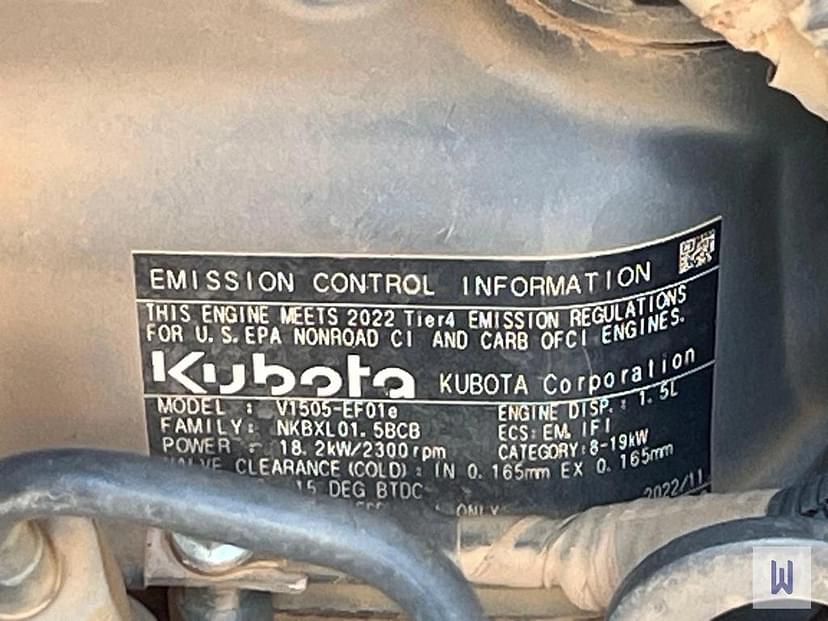 EMISSION CONTROL INFORMATION
THIS ENGINE MEETS 2022 Tier4 EMISSION REGULATIONS
FOR U.S.EPA NONROAD CI AND CARB OFCI ENGINES.
Kubota KUBOTA Corporation
MODEL : V1505-EF01e ENGINE DISP.: 1.5L
FAMILY: NKBXL01.5BCB ECS: EM, IFI
POWER : 18.2kW/2300rpm CATEGORY:8-19kW
VALVE CLEARANCE(COLD): IN 0.165mm EX 0.165mm
15 DEG BTDC 2022/11
ONLY
W